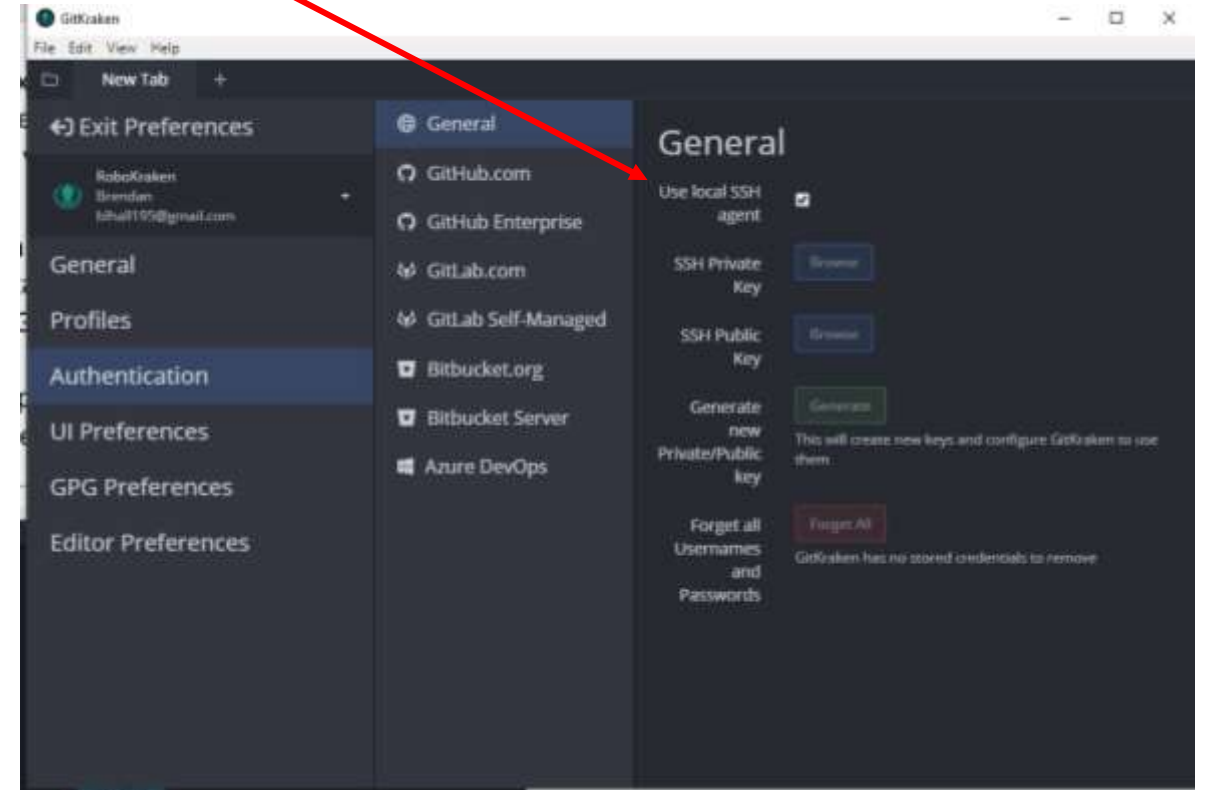 GitKraken
File Edit View Help
New Tab +
Exit Preferences
RoboKraken
Brendan
General
Profiles
Authentication
UI Preferences
GPG Preferences
Editor Preferences
General
GitHub.com
GitHub Enterprise
GitLab.com
GitLab Self-Managed
Bitbucket.org
Bitbucket Server
Azure DevOps
General
Use local SSH
agent
SSH Private
Key
Browse
SSH Public
Key
Browse
Generate
new
Private/Public
key
Generate
This will create new keys and configure GitKraken to use
them
Forget all
Usernames
and
Passwords
Forget All
GitKraken has no stored credentials to remove